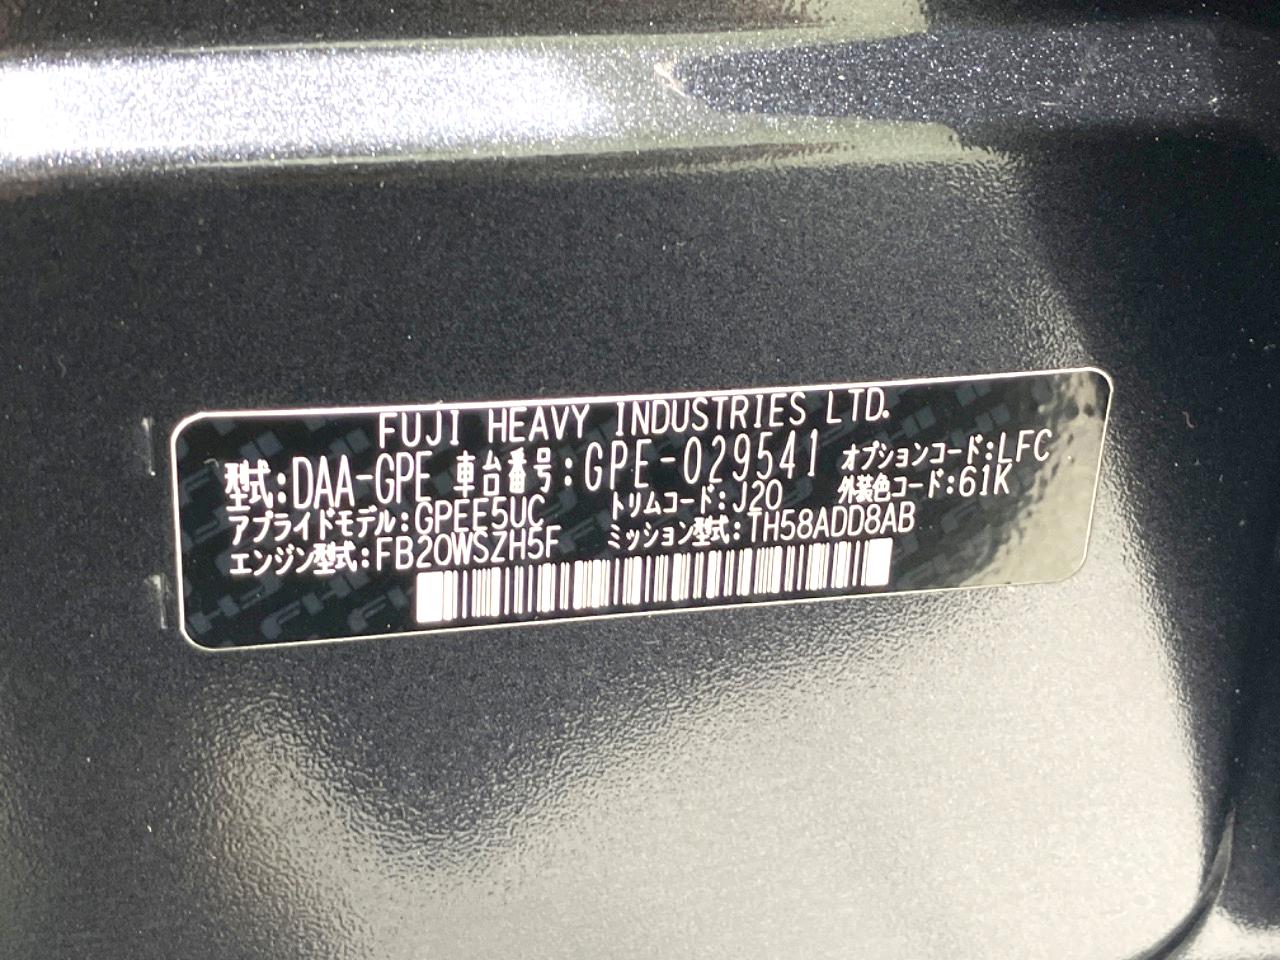 FUJI HEAVY INDUSTRIES LTD.
型式:DAA-GPE 車台番号:GPE-029541 オプションコード:LFC
アプライドモデル:GPEE5UC トリムコード:J20 外装色コード:61K
エンジン型式:FB20WSZH5F ミッション型式:TH58ADD8AB